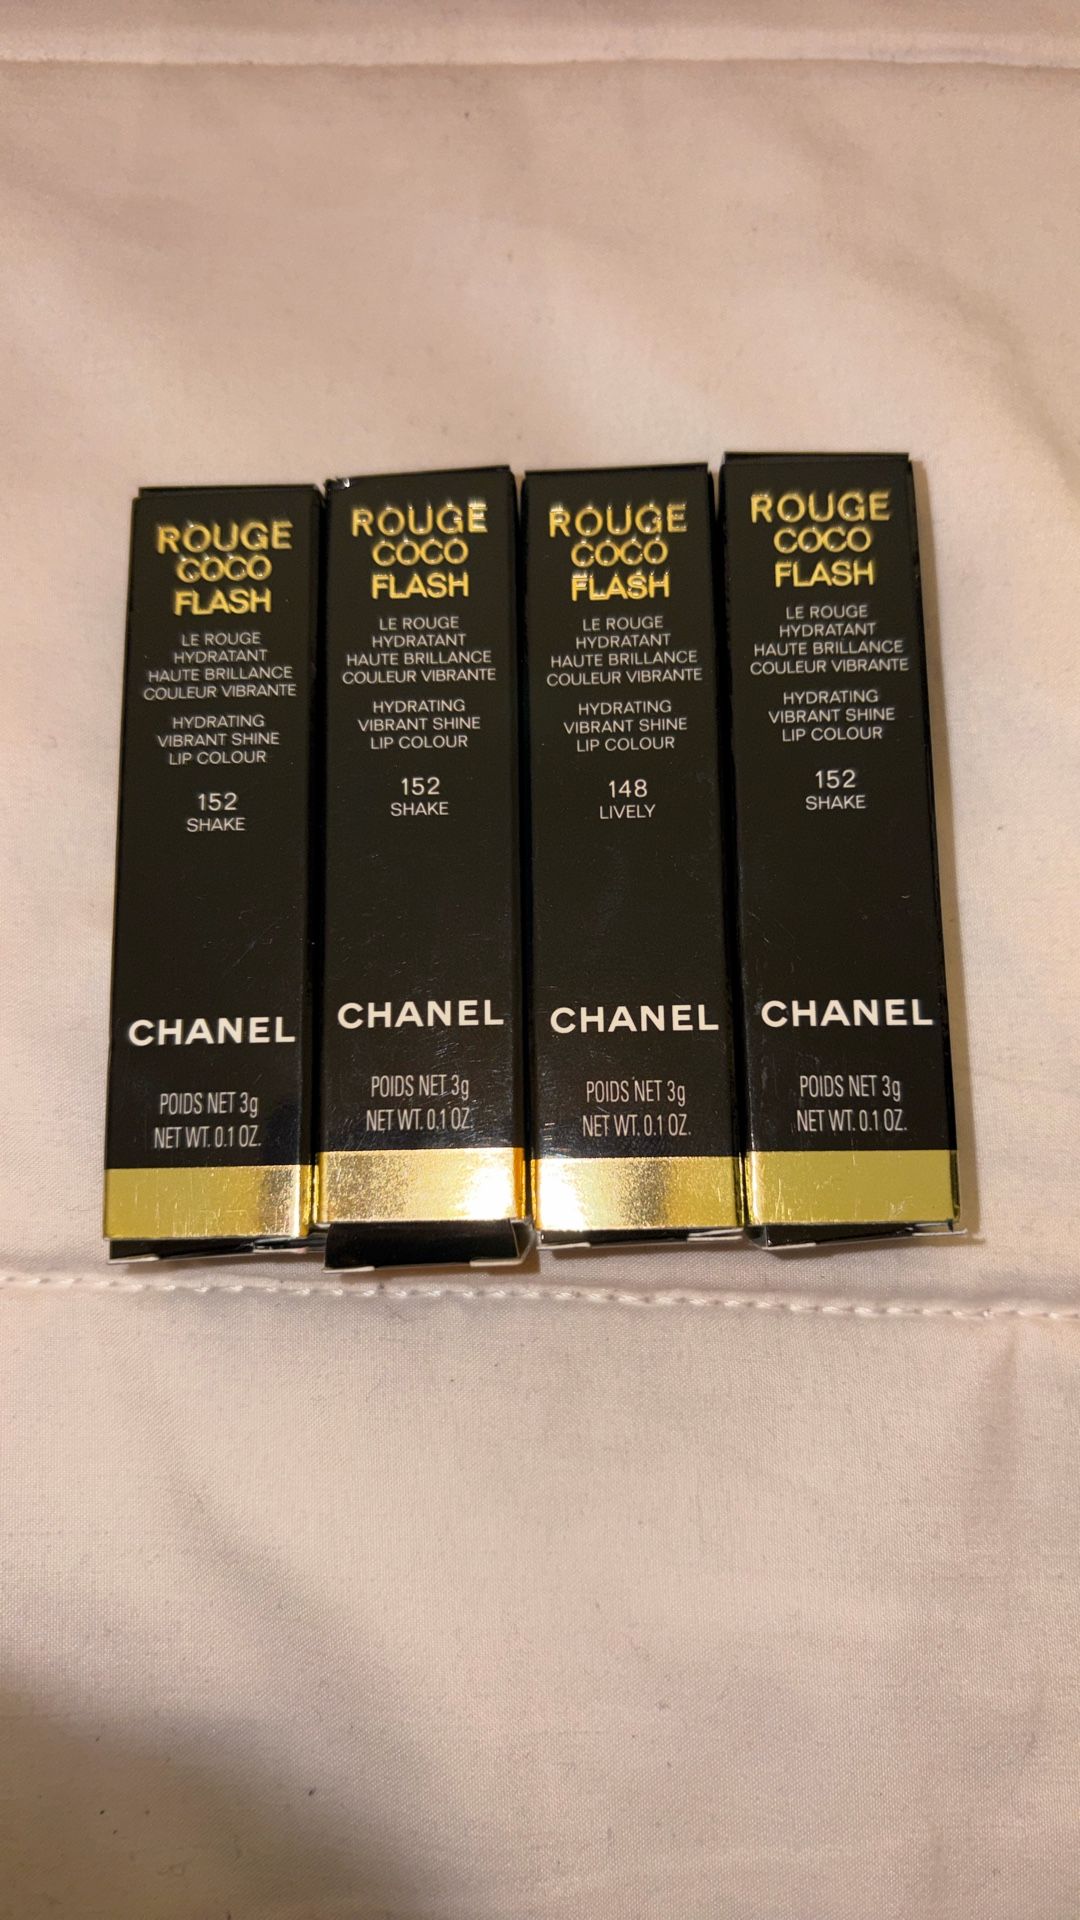 ROUGE
COCO
FLASH
LE ROUGE
HYDRATANT
HAUTE BRILLANCE
COULEUR VIBRANTE
HYDRATING
VIBRANT SHINE
LIP COLOUR
152
SHAKE
CHANEL
POIDS NET 3g
NET WT. 0.1 OZ.
ROUGE
COCO
FLASH
LE ROUGE
HYDRATANT
HAUTE BRILLANCE
COULEUR VIBRANTE
HYDRATING
VIBRANT SHINE
LIP COLOUR
152
SHAKE
CHANEL
POIDS NET 3g
NET WT. 0.1 OZ.
ROUGE
COCO
FLASH
LE ROUGE
HYDRATANT
HAUTE BRILLANCE
COULEUR VIBRANTE
HYDRATING
VIBRANT SHINE
LIP COLOUR
148
LIVELY
CHANEL
POIDS NET 3g
NET WT. 0.1 OZ.
ROUGE
COCO
FLASH
LE ROUGE
HYDRATANT
HAUTE BRILLANCE
COULEUR VIBRANTE
HYDRATING
VIBRANT SHINE
LIP COLOUR
152
SHAKE
CHANEL
POIDS NET 3g
NET WT. 0.1 OZ.